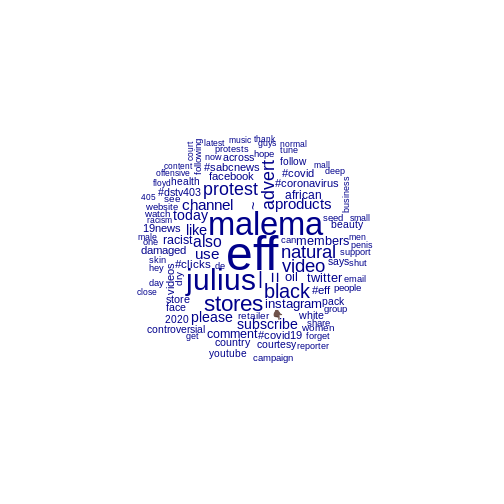 court
latest
music
thank
guys
normal
protests
tune
following
now
across
hope
content
#sabcnews
follow
mall
offensive
facebook
#covid
deep
floyd
health
advert
#coronavirus
405
#dstv403
protest
african
business
see
website
channel
~
products
watch
today
malema
seed
small
racism
19news
like
beauty
male
racist
also
eff
can
members
men
one
damaged
use
natural
penis
support
skin
hey
de
video
says
shut
videos
dry
julius
|
||
oil
twitter
email
day
close
store
black
#eff
people
face
stores
instagram
pack
group
2020
please
retailer
white
share
controversial
subscribe
women
get
comment
#covid19
forget
country
courtesy
reporter
youtube
campaign